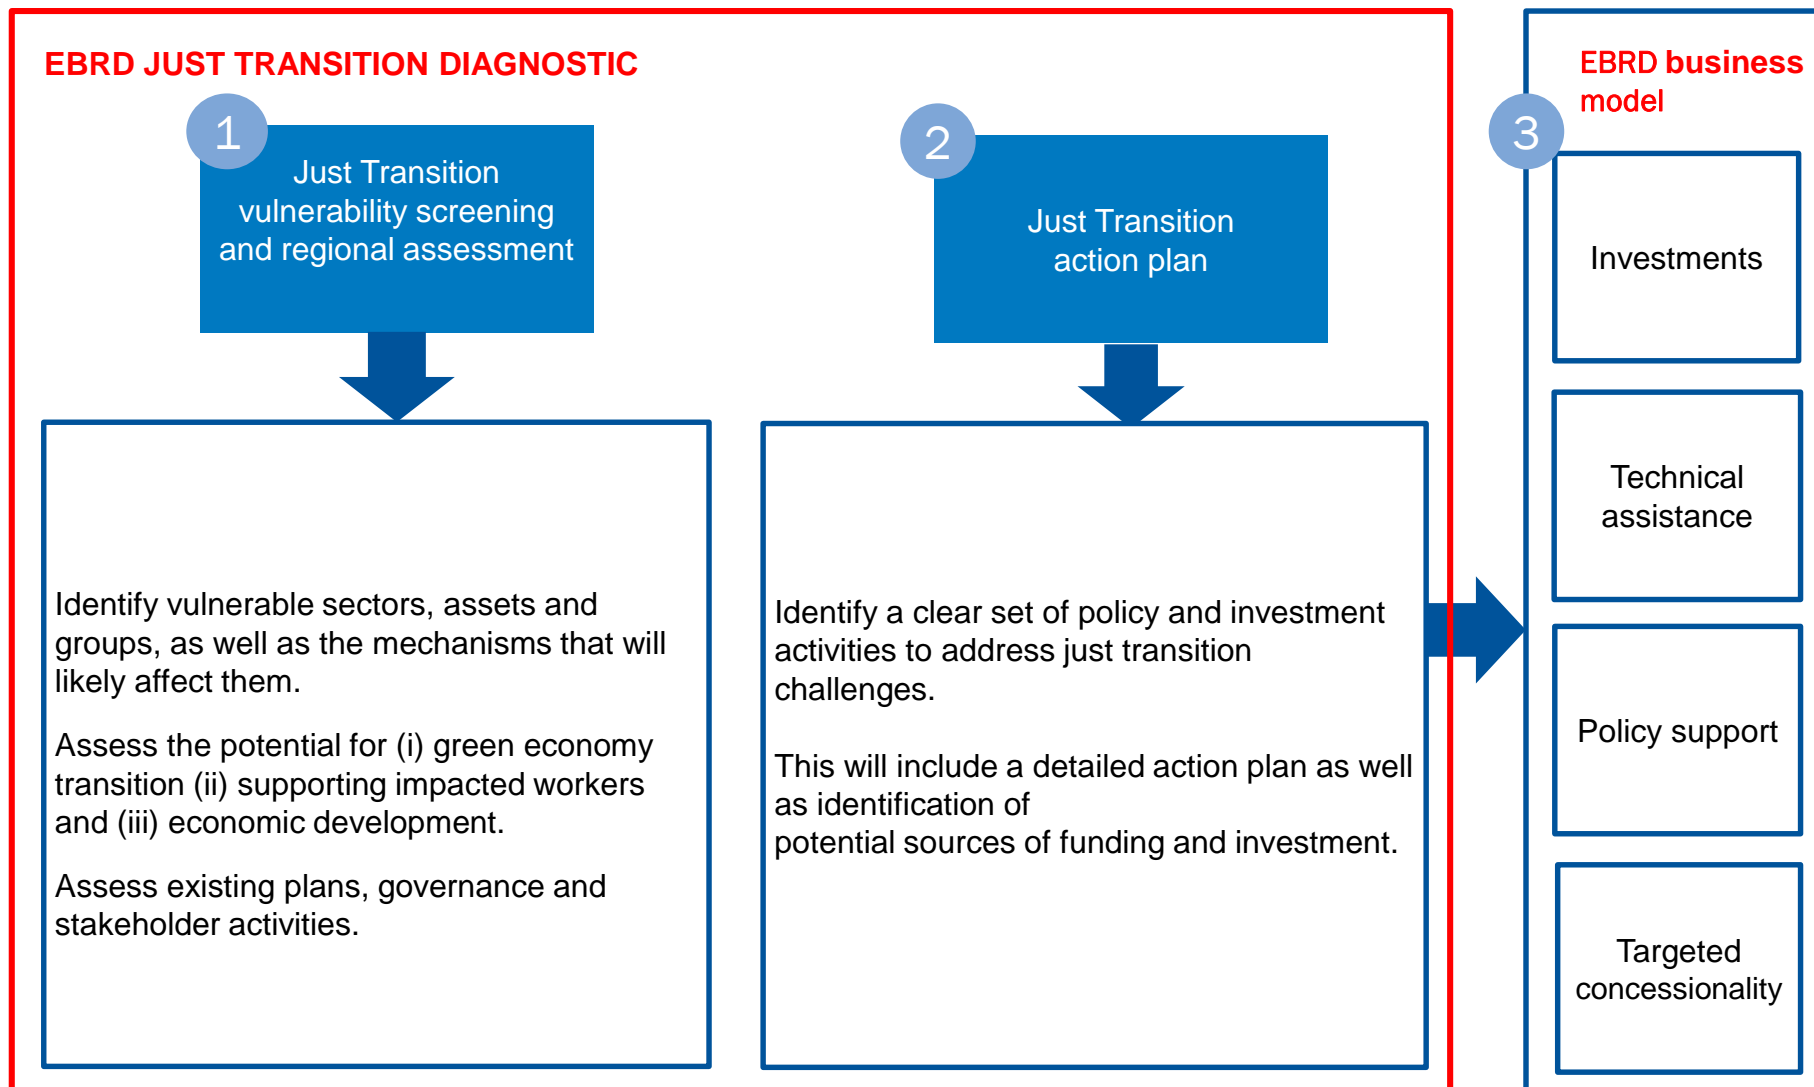 EBRD JUST TRANSITION DIAGNOSTIC
1
Just Transition
vulnerability screening
and regional assessment
Identify vulnerable sectors, assets and
groups, as well as the mechanisms that will
likely affect them.
Assess the potential for (i) green economy
transition (ii) supporting impacted workers
and (iii) economic development.
Assess existing plans, governance and
stakeholder activities.
2
Just Transition
action plan
Identify a clear set of policy and investment
activities to address just transition
challenges.
This will include a detailed action plan as well
as identification of
potential sources of funding and investment.
3
EBRD business
model
Investments
Technical
assistance
Policy support
Targeted
concessionality